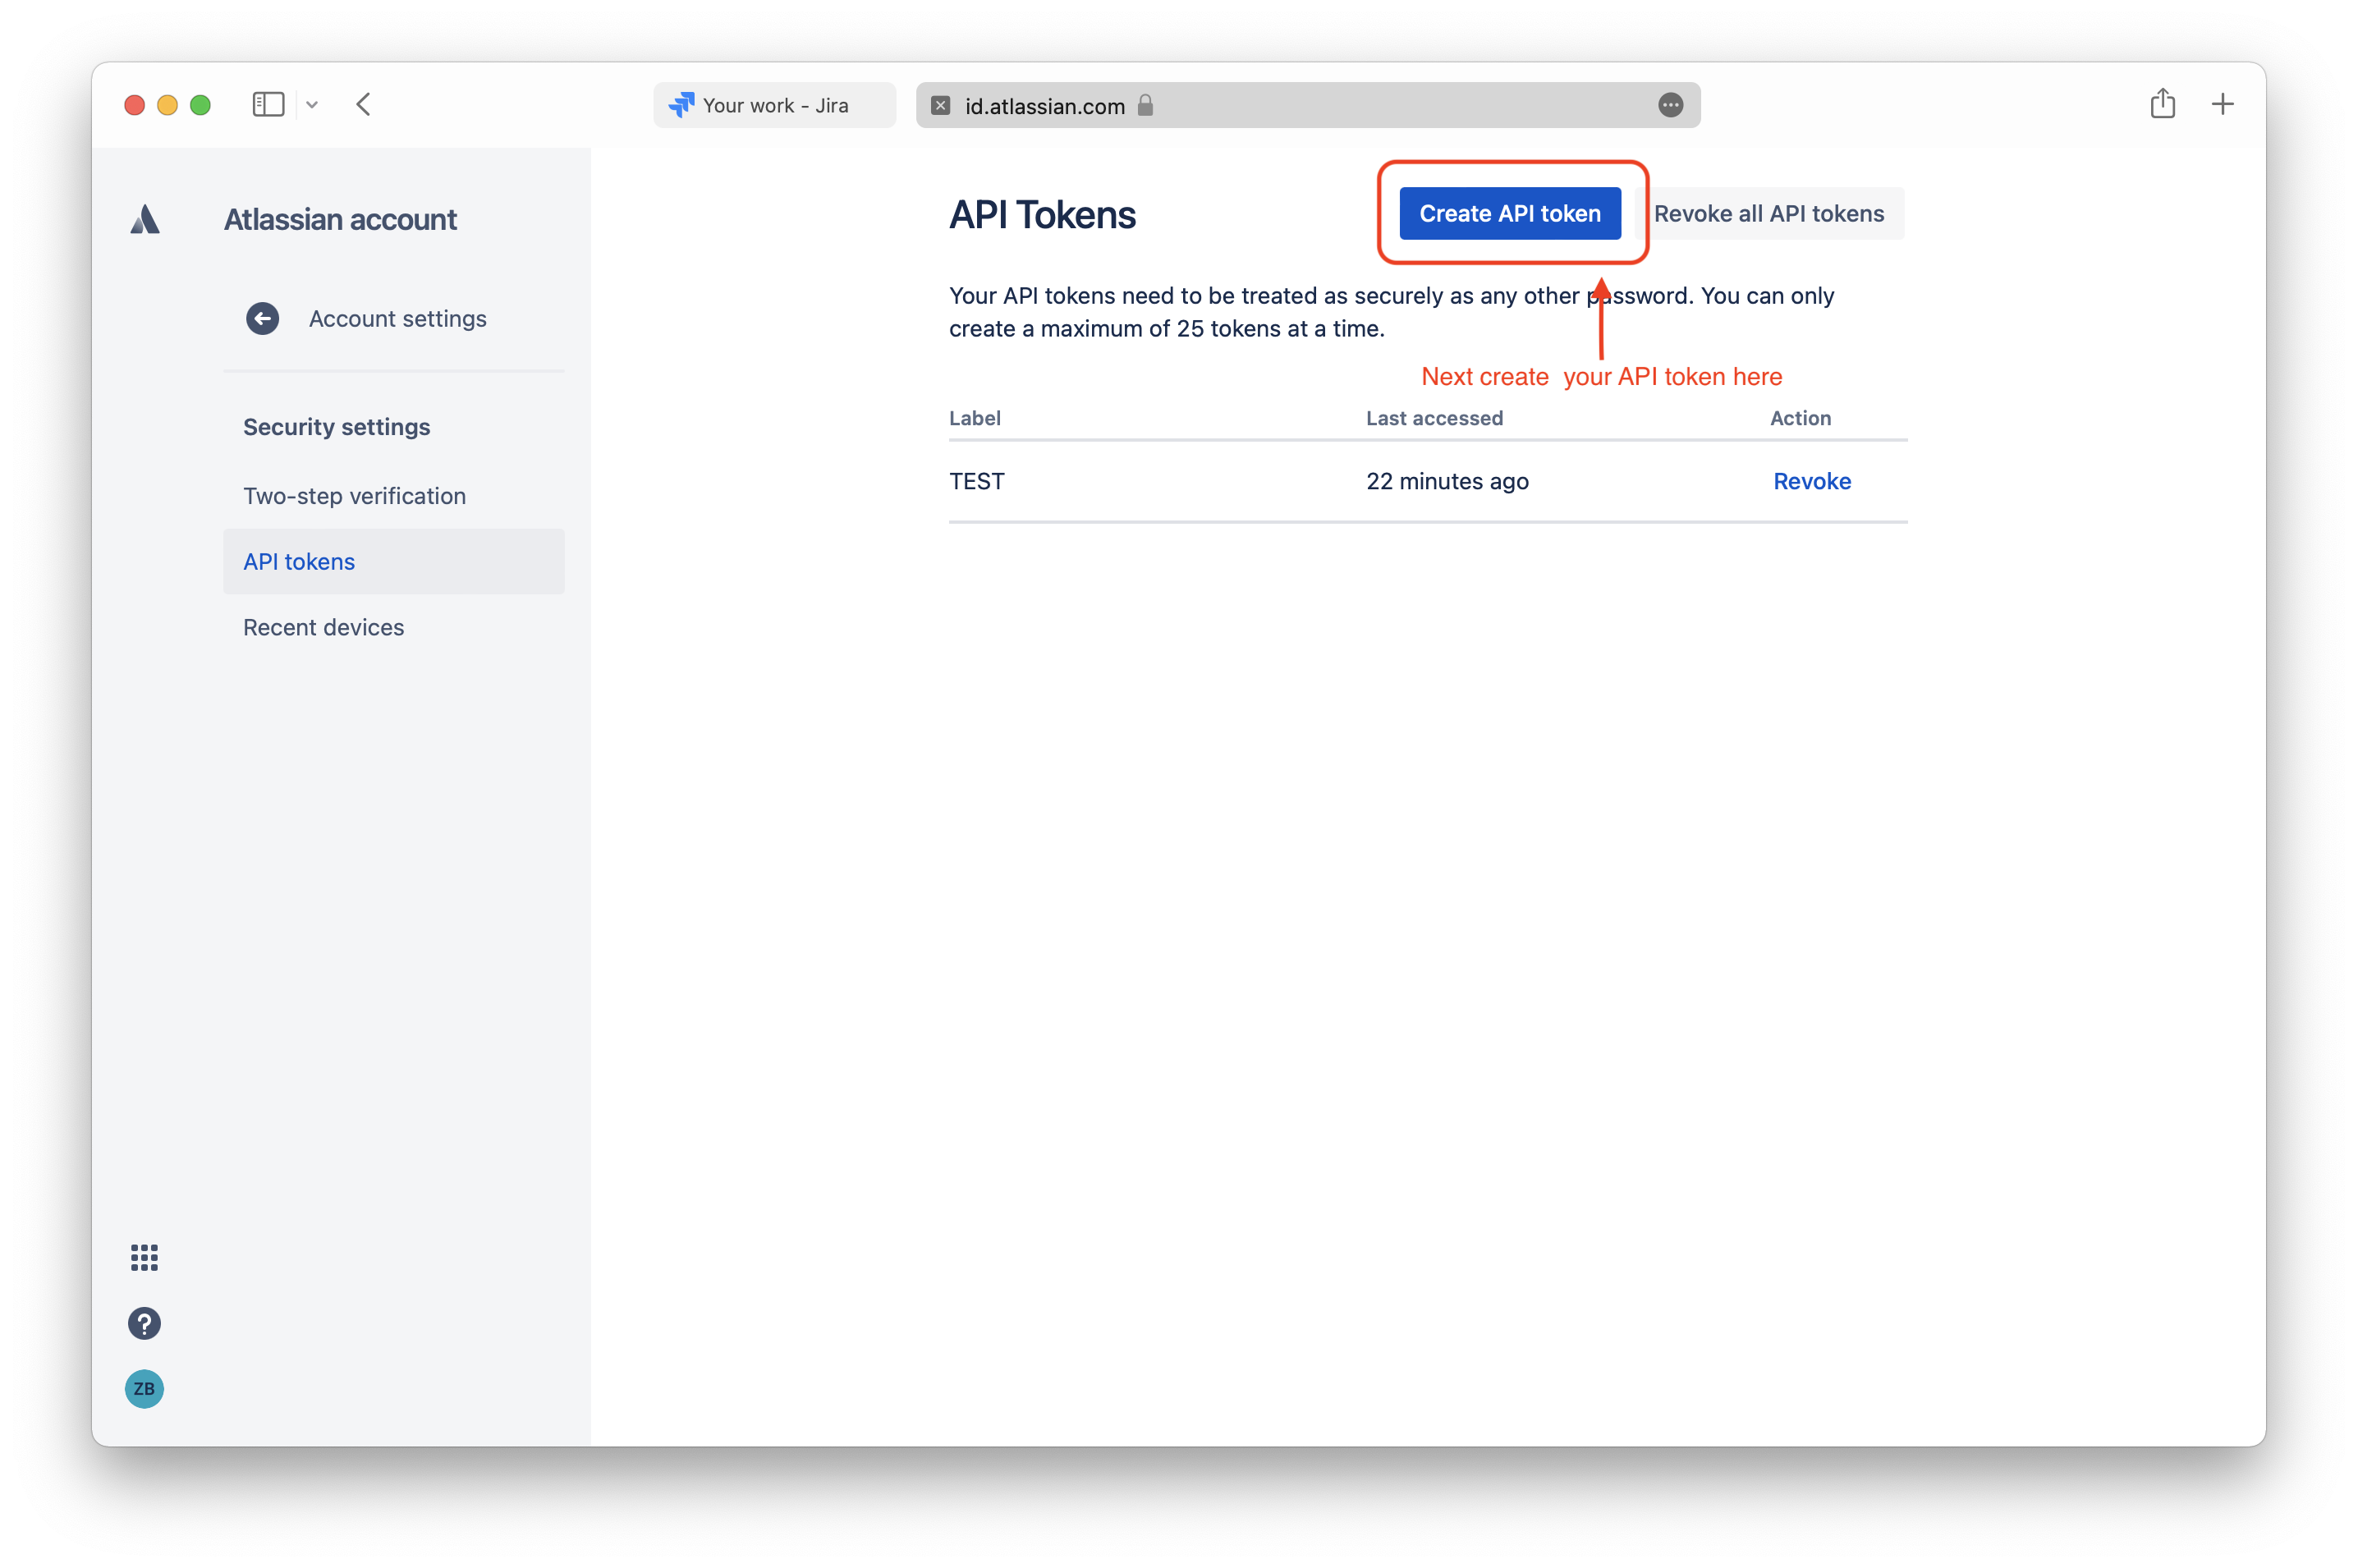 Your work - Jira
id.atlassian.com
Atlassian account
Account settings
Security settings
Two-step verification
API tokens
Recent devices
ZB
API Tokens
Create API token
Revoke all API tokens
Your API tokens need to be treated as securely as any other password. You can only
create a maximum of 25 tokens at a time.
Next create  your API token here
Label Last accessed Action
TEST 22 minutes ago Revoke